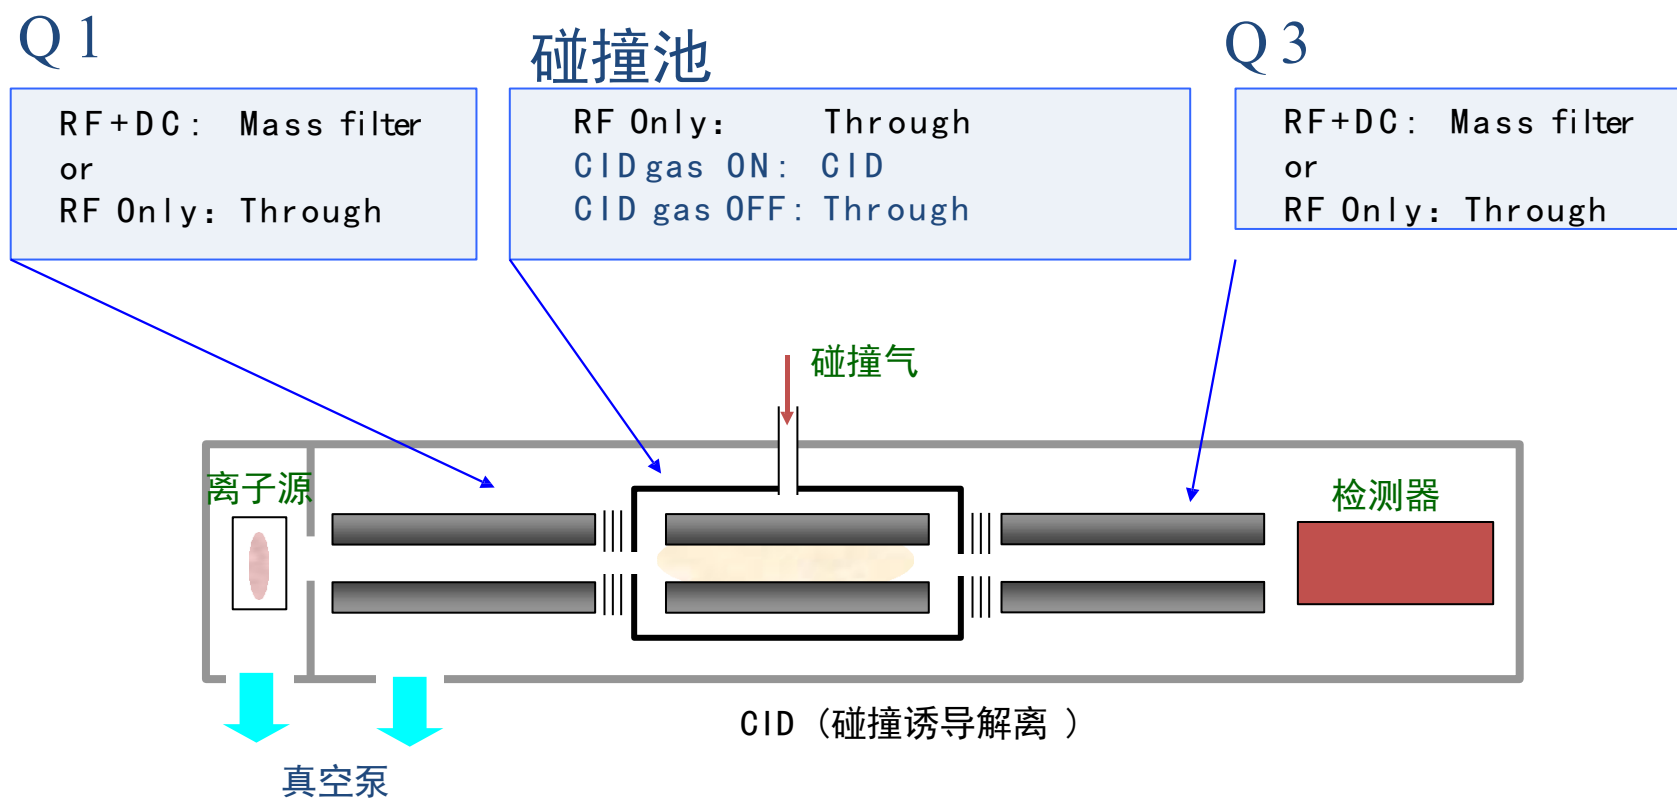 Q1
碰撞池
Q3
RF+DC: Mass filter
or
RF Only: Through
RF Only: Through
CID gas ON: CID
CID gas OFF: Through
RF+DC: Mass filter
or
RF Only: Through
碰撞气
离子源
检测器
CID（碰撞诱导解离 ）
真空泵